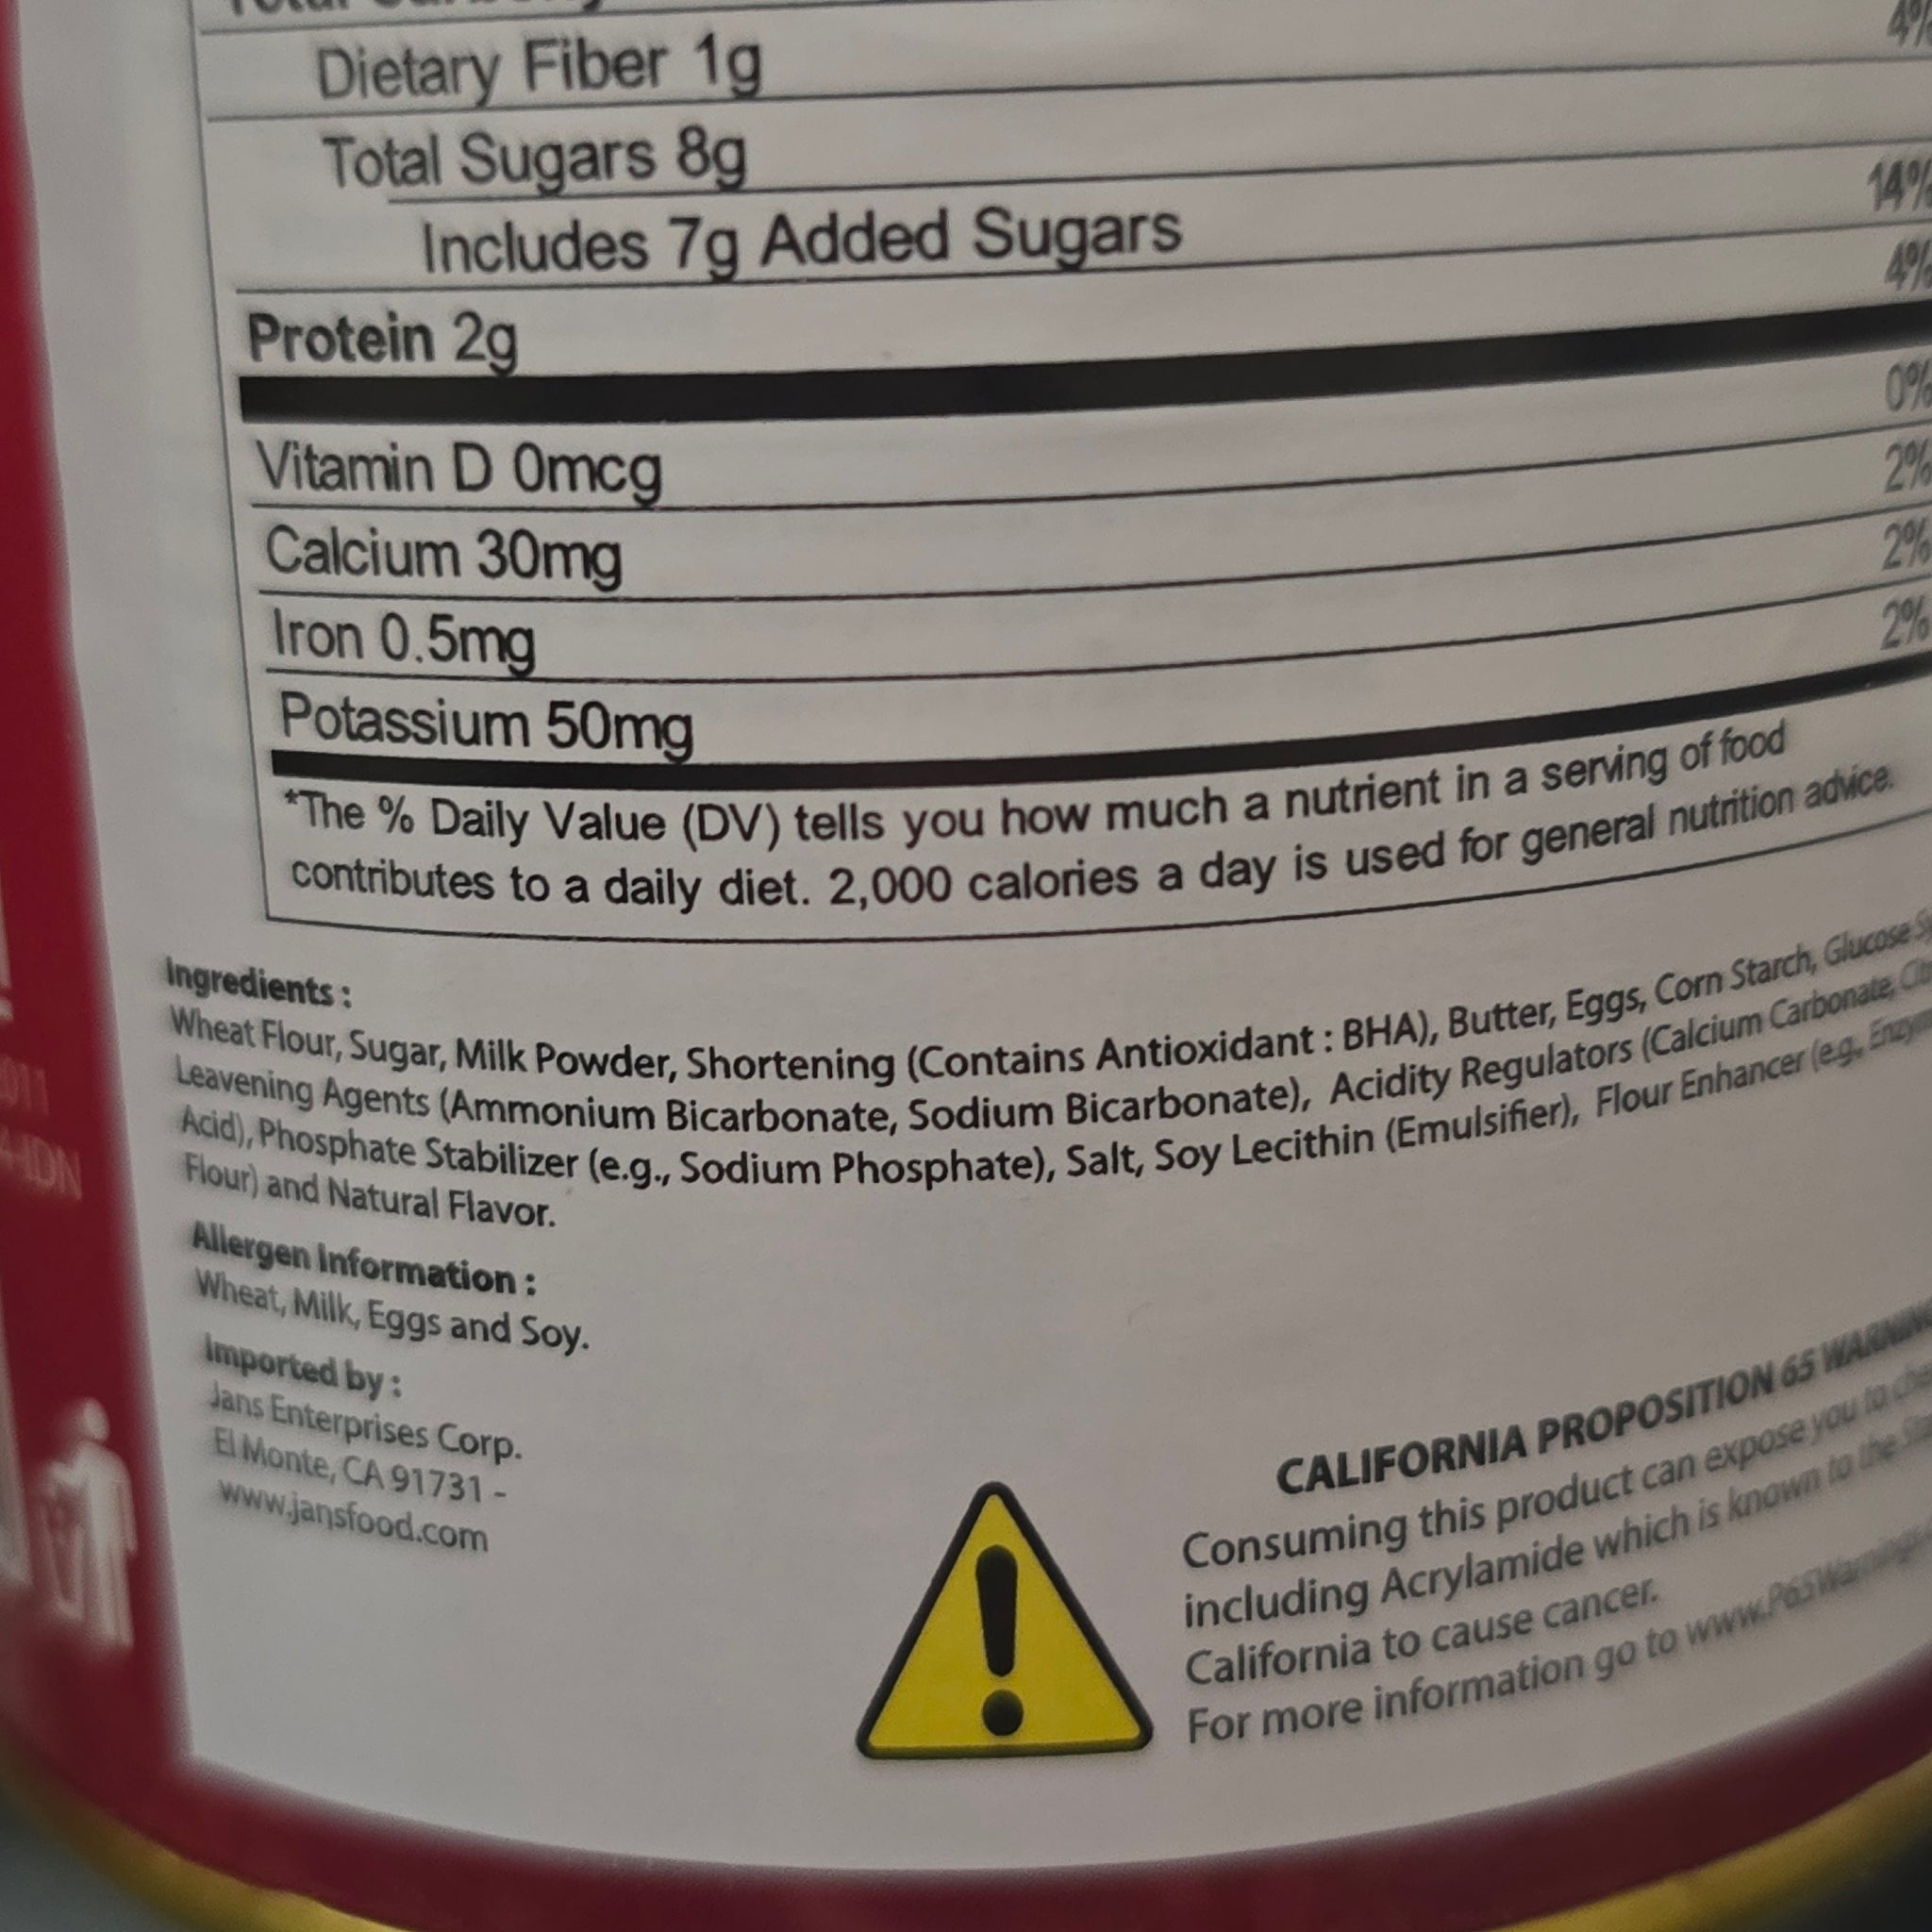 Dietary Fiber 1g 4%
Total Sugars 8g
Includes 7g Added Sugars 14%
Protein 2g 4%
Vitamin D 0mcg 0%
Calcium 30mg 2%
Iron 0.5mg 2%
Potassium 50mg 2%
*The % Daily Value (DV) tells you how much a nutrient in a serving of food
contributes to a daily diet. 2,000 calories a day is used for general nutrition advice.
Ingredients :
Wheat Flour, Sugar, Milk Powder, Shortening (Contains Antioxidant : BHA), Butter, Eggs, Corn Starch, Glucose
Leavening Agents (Ammonium Bicarbonate, Sodium Bicarbonate), Acidity Regulators (Calcium Carbonate,
Acid), Phosphate Stabilizer (e.g., Sodium Phosphate), Salt, Soy Lecithin (Emulsifier), Flour Enhancer (e.g.,
Flour) and Natural Flavor.
Allergen Information :
Wheat, Milk, Eggs and Soy.
Imported by :
Jans Enterprises Corp.
El Monte, CA 91731 -
www.jansfood.com
CALIFORNIA PROPOSITION 65 WARNING
Consuming this product can expose you to
including Acrylamide which is known to the
California to cause cancer.
For more information go to